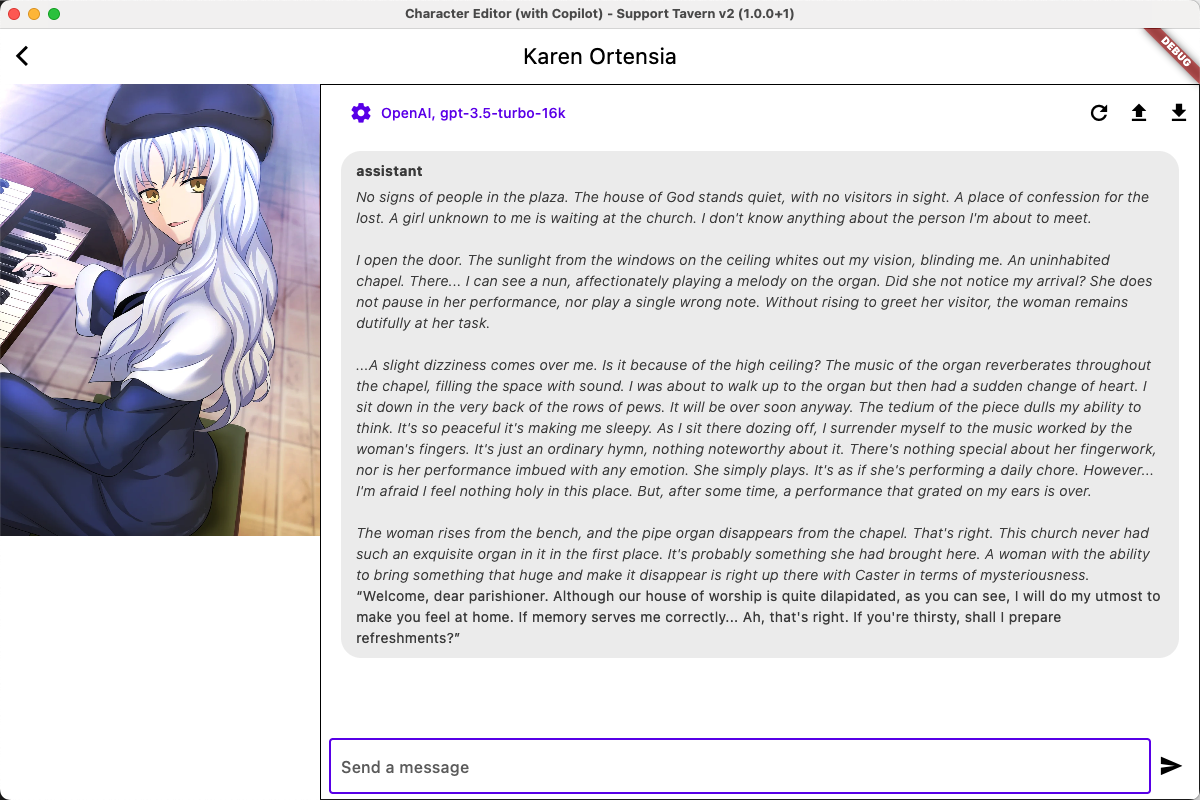 Character Editor (with Copilot) - Support Tavern v2 (1.0.0+1)
Karen Ortensia
DEBUG
OpenAI, gpt-3.5-turbo-16k
assistant
No signs of people in the plaza. The house of God stands quiet, with no visitors in sight. A place of confession for the
lost. A girl unknown to me is waiting at the church. I don't know anything about the person I'm about to meet.
I open the door. The sunlight from the windows on the ceiling whites out my vision, blinding me. An uninhabited
chapel. There... I can see a nun, affectionately playing a melody on the organ. Did she not notice my arrival? She does
not pause in her performance, nor play a single wrong note. Without rising to greet her visitor, the woman remains
dutifully at her task.
...A slight dizziness comes over me. Is it because of the high ceiling? The music of the organ reverberates throughout
the chapel, filling the space with sound. I was about to walk up to the organ but then had a sudden change of heart. I
sit down in the very back of the rows of pews. It will be over soon anyway. The tedium of the piece dulls my ability to
think. It's so peaceful it's making me sleepy. As I sit there dozing off, I surrender myself to the music worked by the
woman's fingers. It's just an ordinary hymn, nothing noteworthy about it. There's nothing special about her fingerwork,
nor is her performance imbued with any emotion. She simply plays. It's as if she's performing a daily chore. However...
I'm afraid I feel nothing holy in this place. But, after some time, a performance that grated on my ears is over.
The woman rises from the bench, and the pipe organ disappears from the chapel. That's right. This church never had
such an exquisite organ in it in the first place. It's probably something she had brought here. A woman with the ability
to bring something that huge and make it disappear is right up there with Caster in terms of mysteriousness.
“Welcome, dear parishioner. Although our house of worship is quite dilapidated, as you can see, I will do my utmost to
make you feel at home. If memory serves me correctly... Ah, that's right. If you're thirsty, shall I prepare
refreshments?”
Send a message